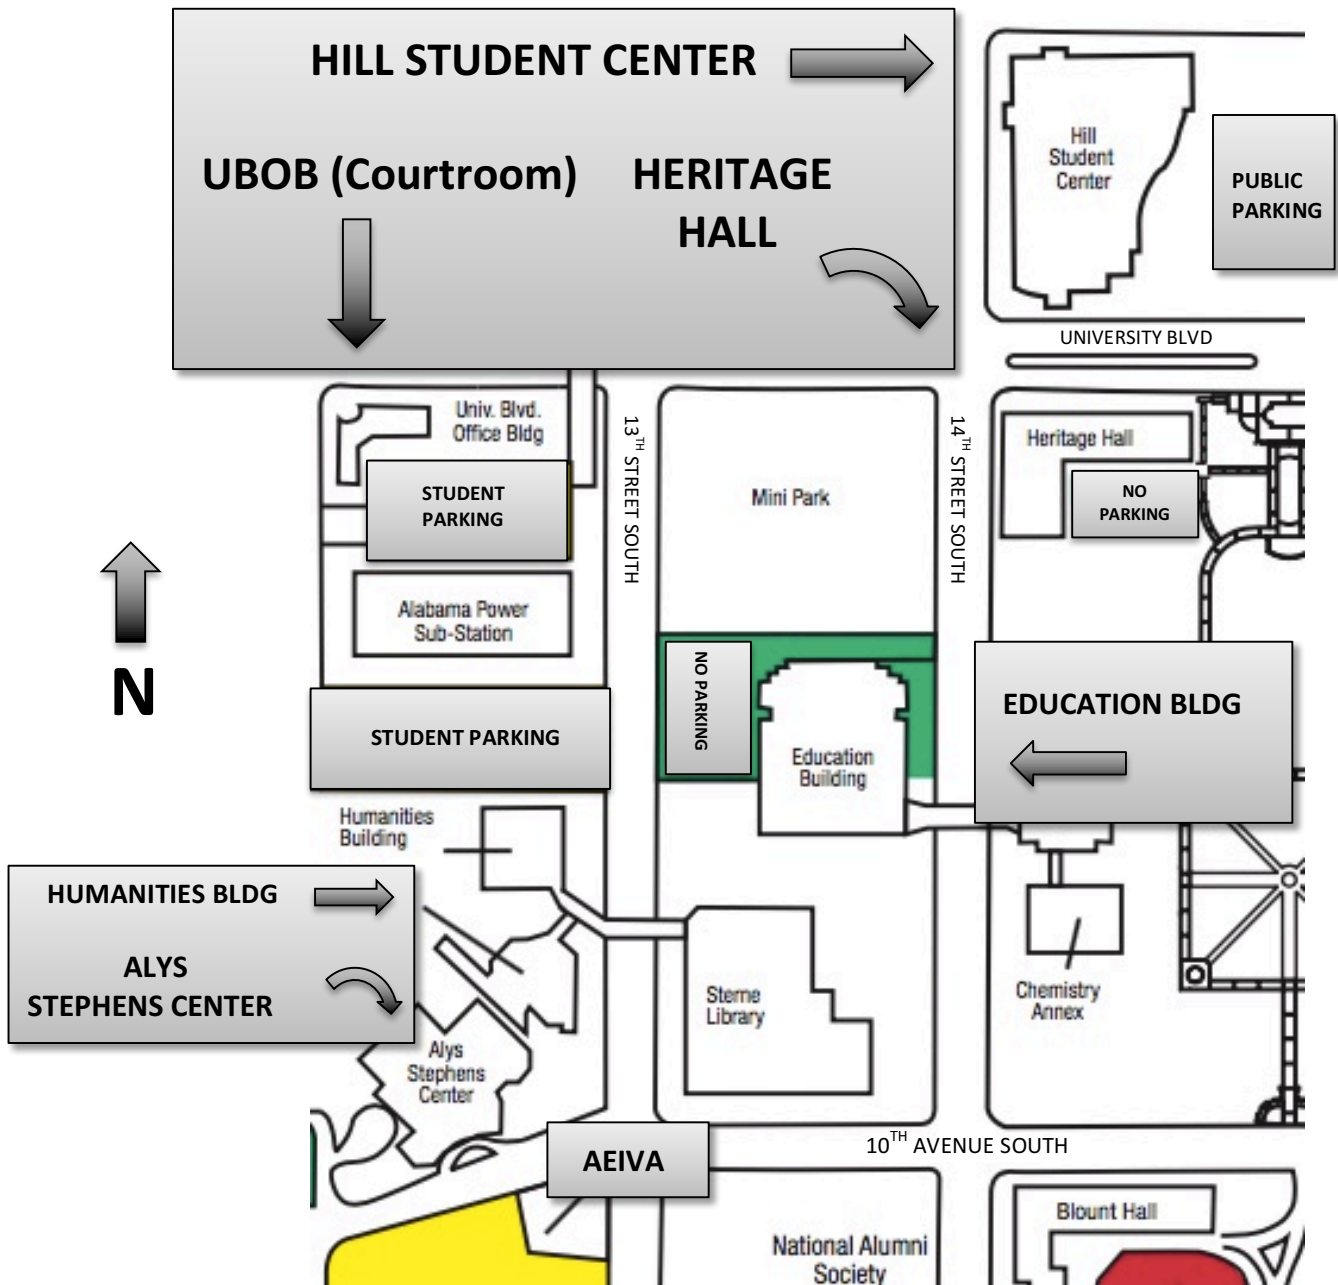 HILL STUDENT CENTER
UBOB (Courtroom)
HERITAGE
HALL
Hill
Student
Center
PUBLIC
PARKING
UNIVERSITY BLVD
Univ. Blvd.
Office Bldg
STUDENT
PARKING
13TH STREET SOUTH
Mini Park
14TH STREET SOUTH
Heritage Hall
NO
PARKING
Alabama Power
Sub-Station
N
NO PARKING
EDUCATION BLDG
STUDENT PARKING
Education
Building
Humanities
Building
HUMANITIES BLDG
ALYS
STEPHENS CENTER
Sterne
Library
Chemistry
Annex
Alys
Stephens
Center
AEIVA
10TH AVENUE SOUTH
Blount Hall
National Alumni
Society